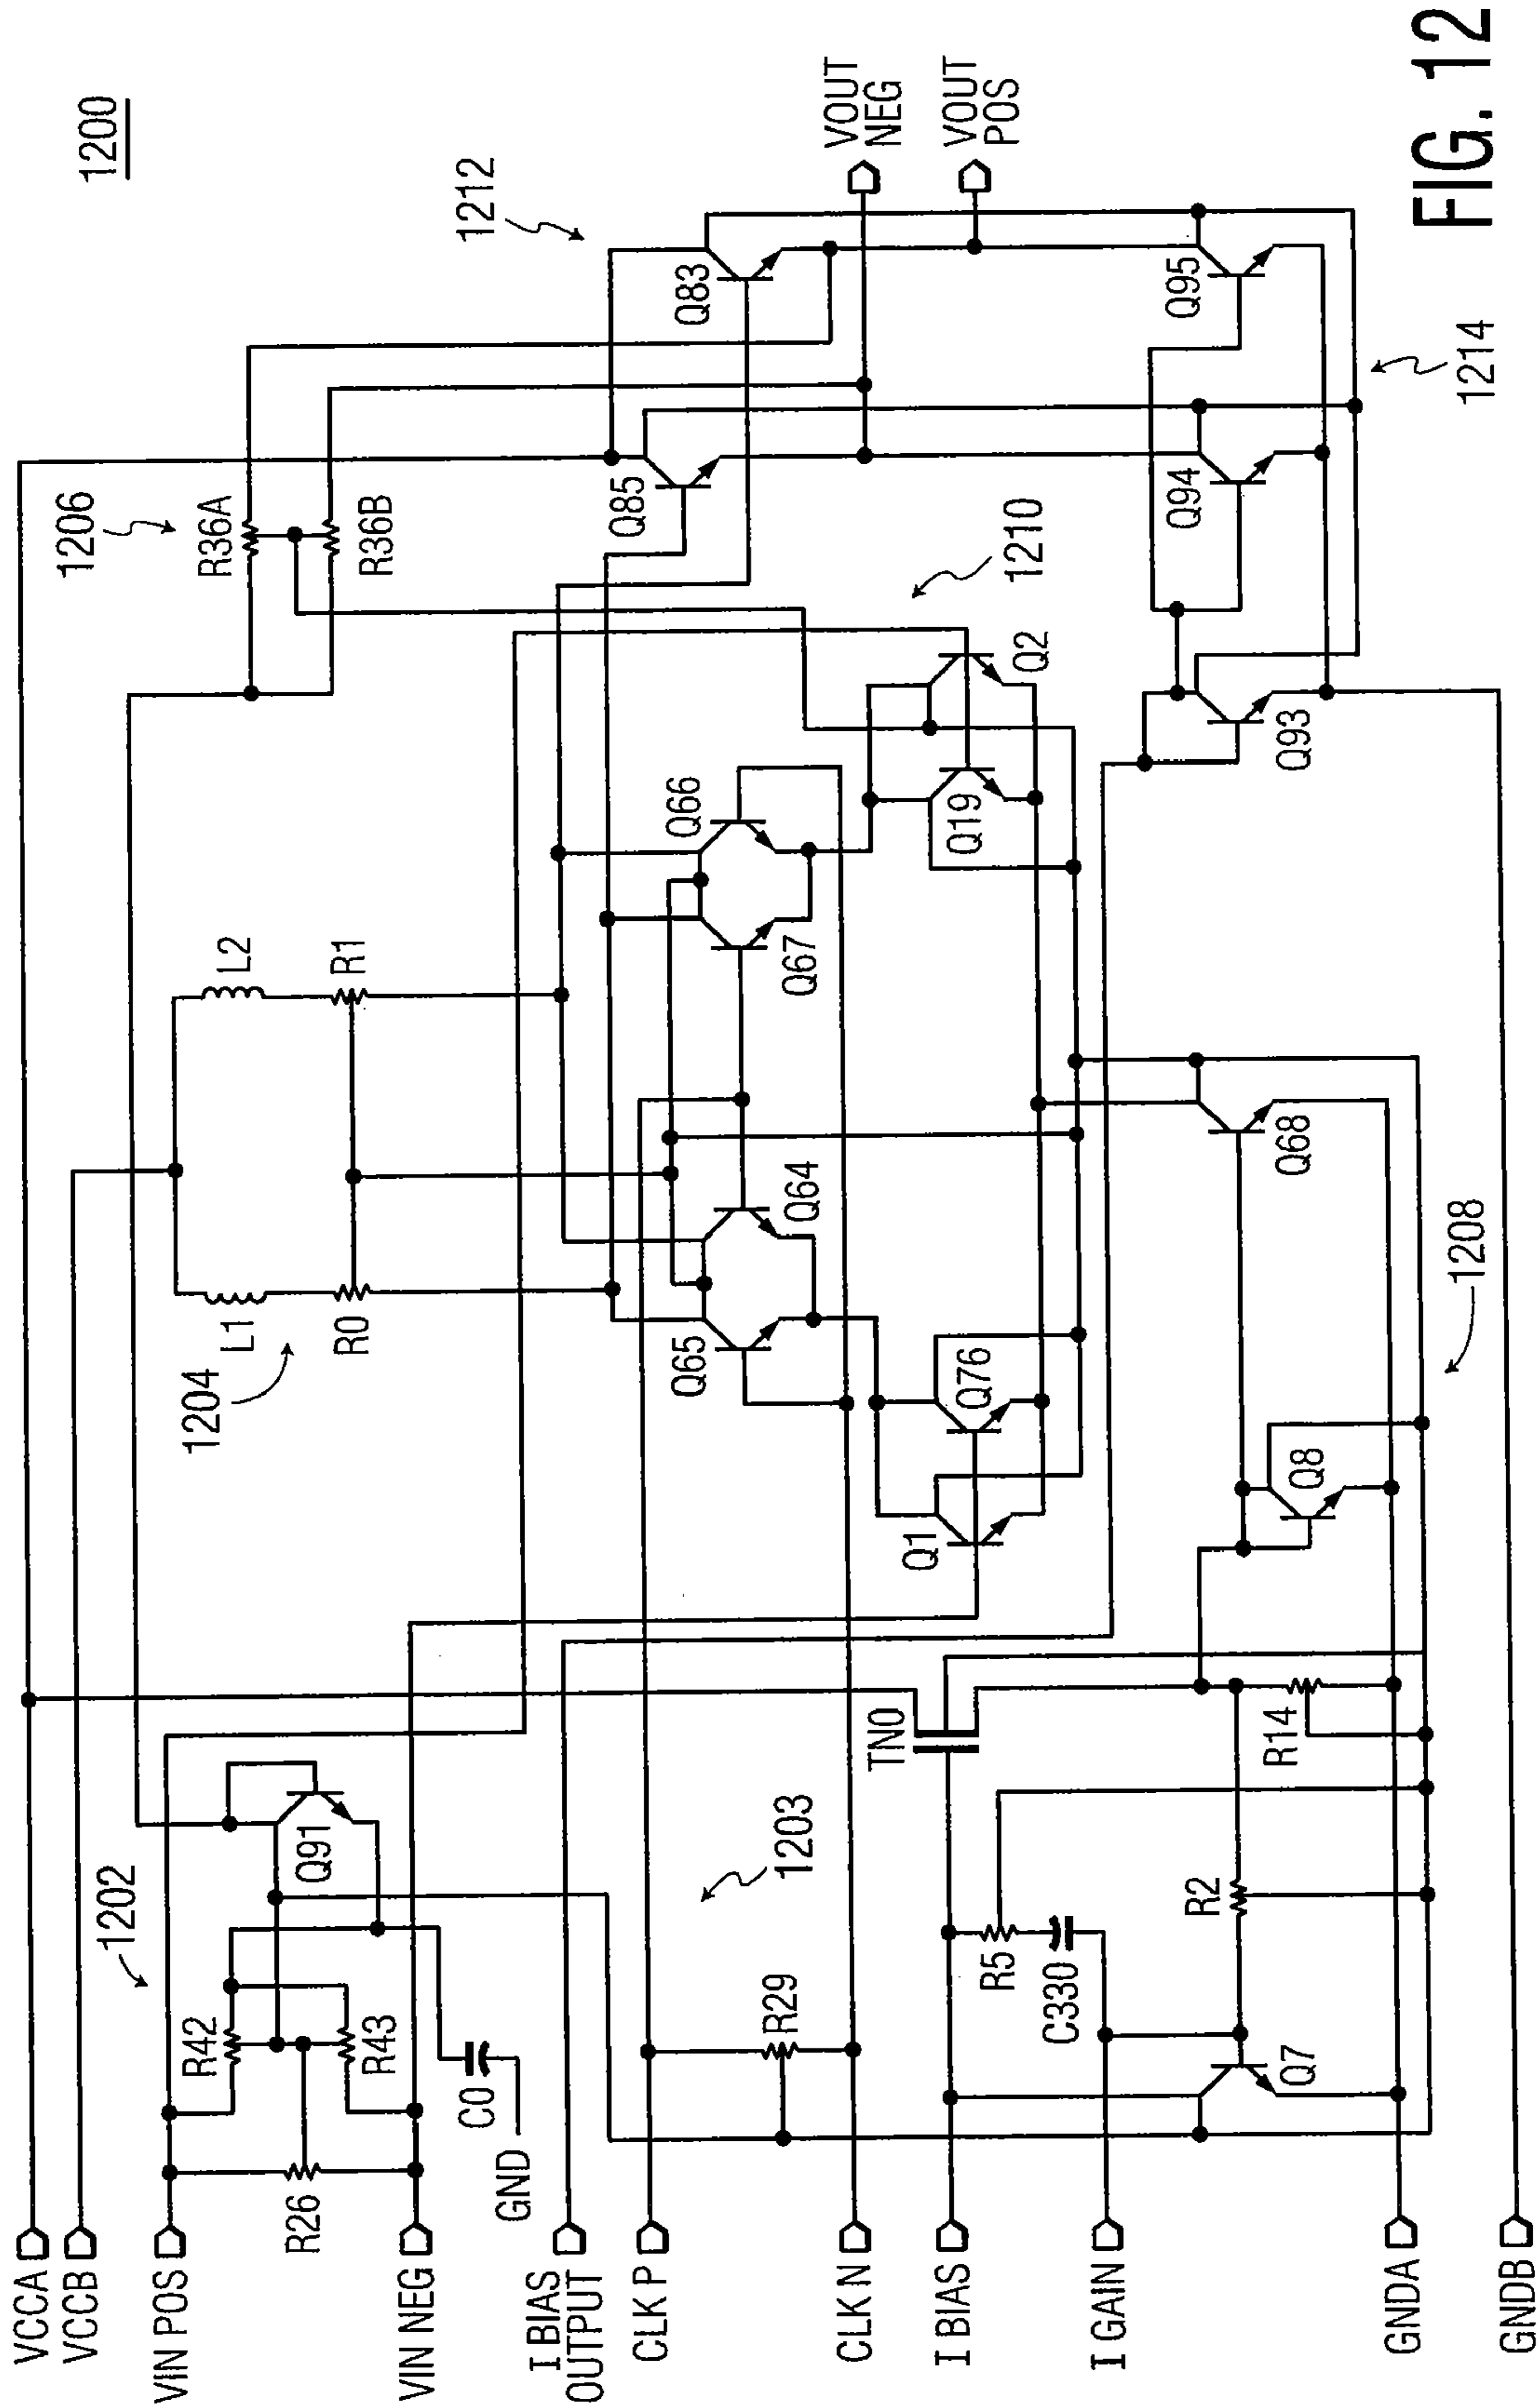 1200
FIG. 12
VCCA
VCCB
VIN POS
VIN NEG
I BIAS
OUTPUT
CLK P
CLK N
I BIAS
I GAIN
GNDA
GNDB
1202
R42
R43
R26
Q91
C0
GND
1203
R29
R5
C330
Q7
R2
R14
TN0
1204
L1
L2
R0
R1
Q65
Q64
Q67
Q66
Q1
Q76
Q19
Q2
Q8
Q68
1208
1206
R36A
R36B
1210
1212
Q85
Q83
VOUT
NEG
VOUT
POS
Q93
Q94
Q95
1214